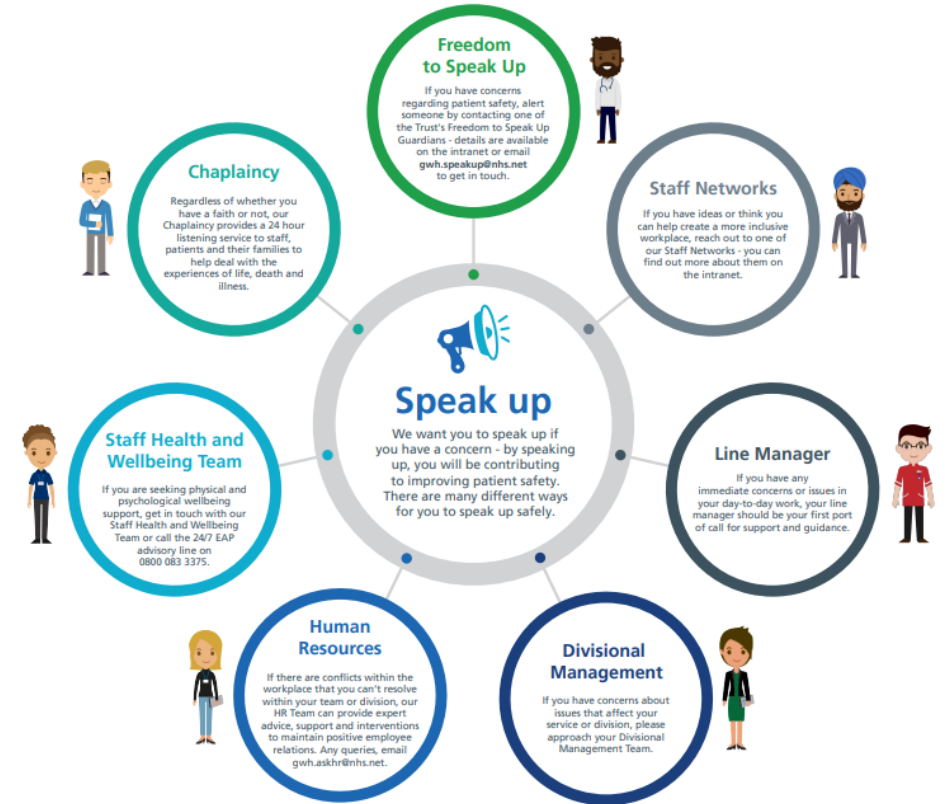 Freedom
to Speak Up
If you have concerns
regarding patient safety, alert
someone by contacting one of
the Trust's Freedom to Speak Up
Guardians - details are available
on the intranet or email
gwh.speakup@nhs.net
to get in touch.
Chaplaincy
Regardless of whether you
have a faith or not, our
Chaplaincy provides a 24 hour
listening service to staff,
patients and their families to
help deal with the
experiences of life, death and
illness.
Staff Networks
If you have ideas or think you
can help create a more inclusive
workplace, reach out to one of
our Staff Networks - you can
find out more about them on
the intranet.
Speak up
We want you to speak up if
you have a concern - by speaking
up, you will be contributing
to improving patient safety.
There are many different ways
for you to speak up safely.
Staff Health and
Wellbeing Team
If you are seeking physical and
psychological wellbeing
support, get in touch with our
Staff Health and Wellbeing
Team or call the 24/7 EAP
advisory line on
0800 083 3375.
Line Manager
If you have any
immediate concerns or issues in
your day-to-day work, your line
manager should be your first port
of call for support and guidance.
Human
Resources
If there are conflicts within the
workplace that you can't resolve
within your team or division, our
HR Team can provide expert
advice, support and interventions
to maintain positive employee
relations. Any queries, email
gwh.askhr@nhs.net.
Divisional
Management
If you have concerns about
issues that affect your
service or division, please
approach your Divisional
Management Team.